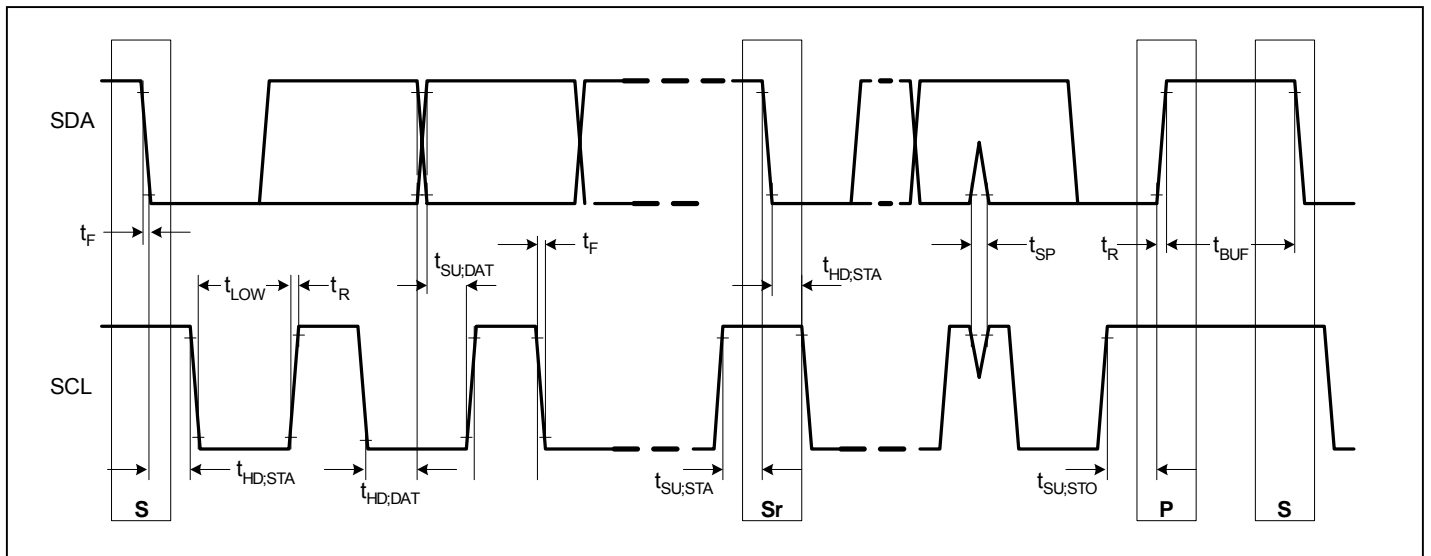 SDA
t_F
t_SU;DAT
t_F
t_SP
t_R
t_BUF
t_HD;STA
t_LOW
t_R
SCL
t_HD;STA
t_HD;DAT
t_SU;STA
t_SU;STO
S
Sr
P
S